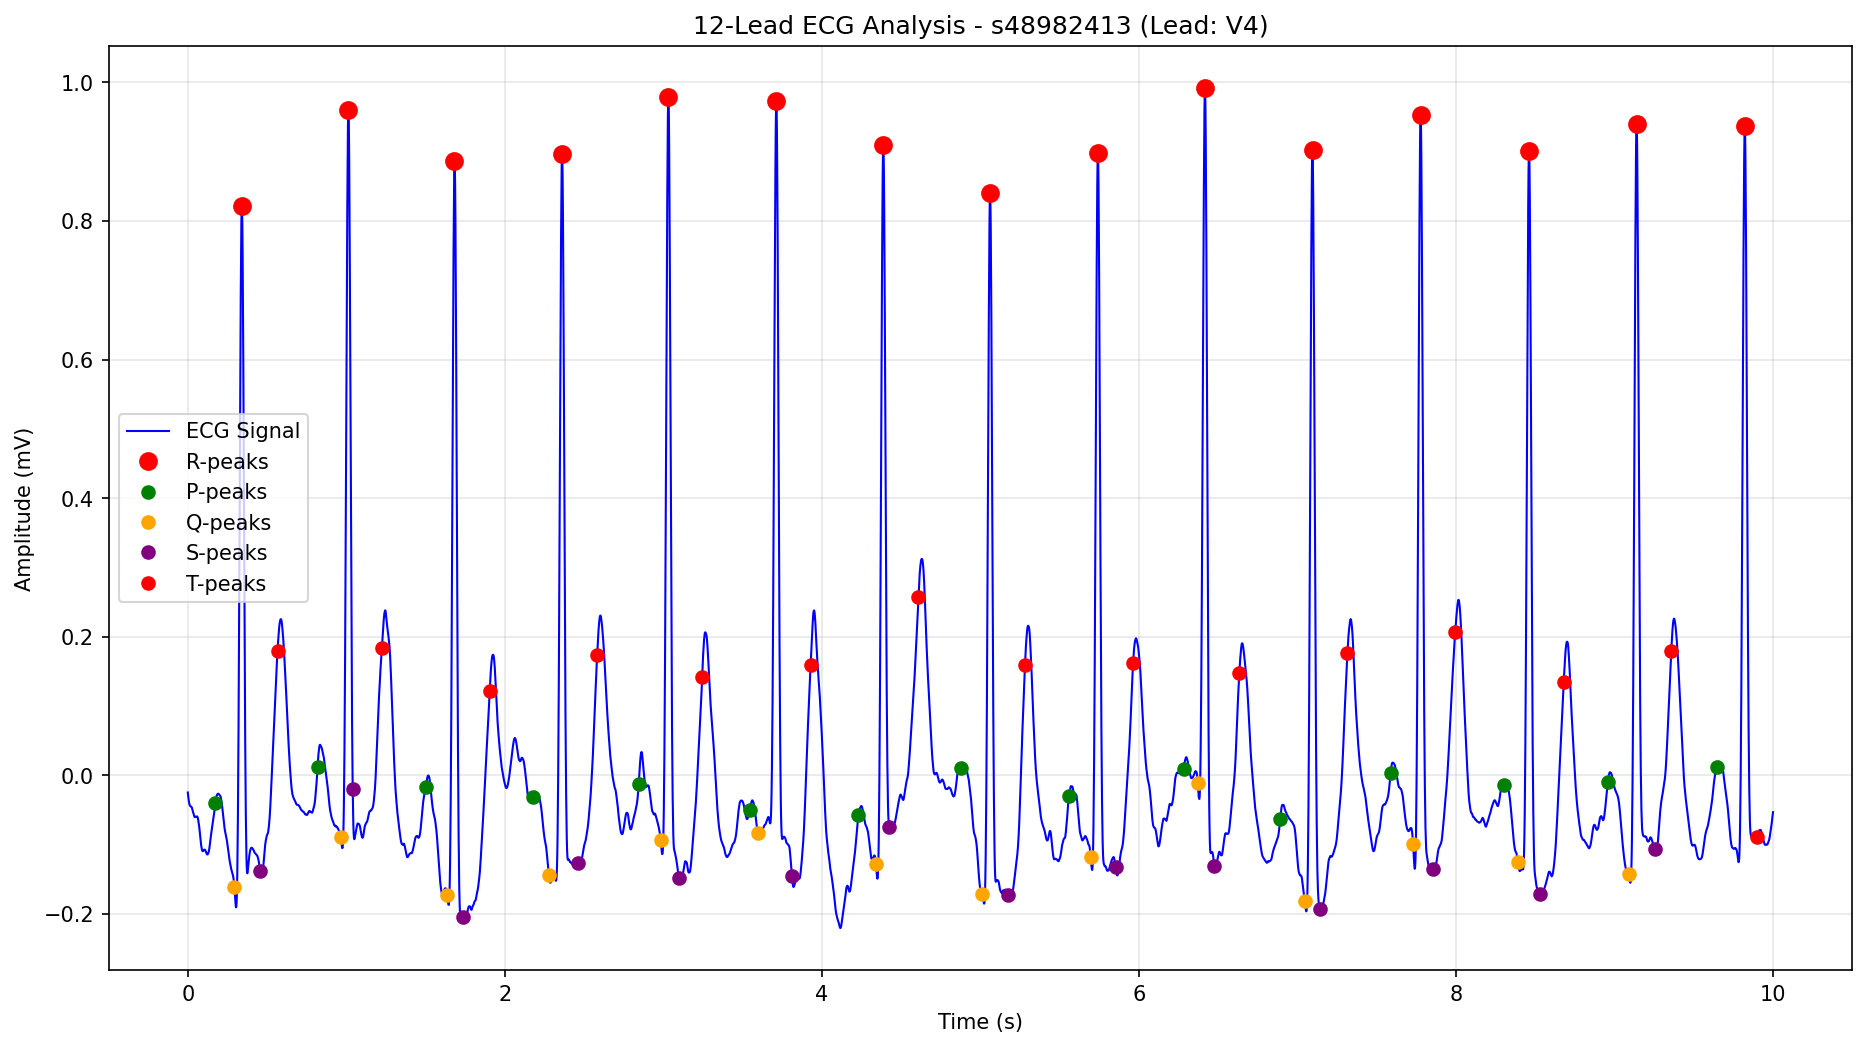 12-Lead ECG Analysis - s48982413 (Lead: V4)
1.0
0.8
0.6
0.4
0.2
0.0
−0.2
Amplitude (mV)
ECG Signal
R-peaks
P-peaks
Q-peaks
S-peaks
T-peaks
0 2 4 6 8 10
Time (s)